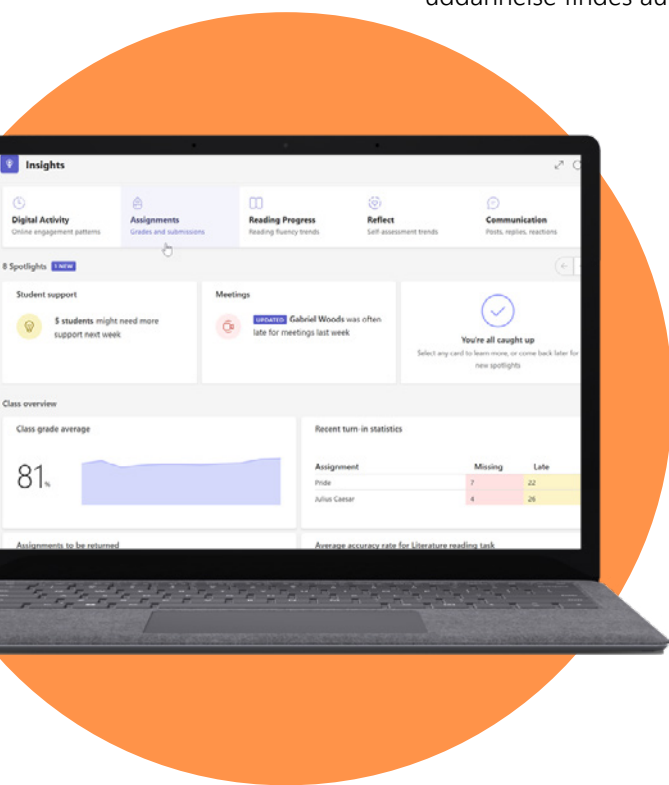 uddannelse findes
Insights
Digital Activity
Online engagement patterns
Assignments
Grades and submissions
Reading Progress
Reading fluency trends
Reflect
Self-assessment trends
Communication
Posts, replies, reactions
8 Spotlights 1 NEW
Student support
5 students might need more
support next week
Meetings
UPDATED Gabriel Woods was often
late for meetings last week
You're all caught up
Select any card to learn more, or come back later for
new spotlights
Class overview
Class grade average
81%
Recent turn-in statistics
Assignment Missing Late
Pride 7 22
Julius Caesar 4 26
Assignments to be returned
Average accuracy rate for Literature reading task